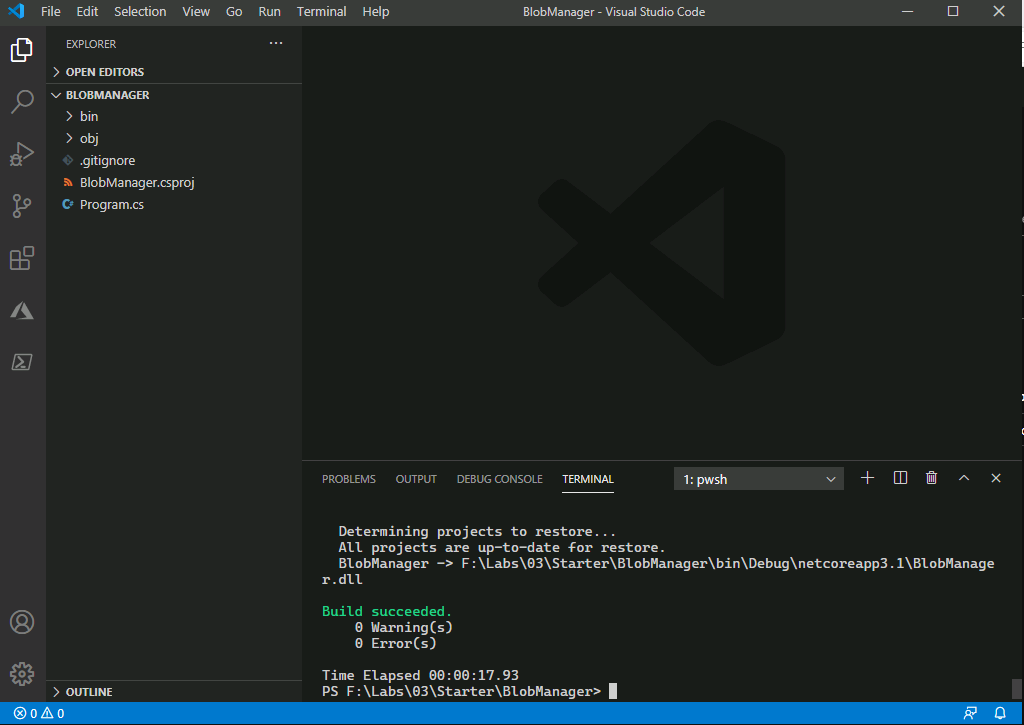 File Edit Selection View Go Run Terminal Help BlobManager - Visual Studio Code
EXPLORER ...
OPEN EDITORS
BLOBMANAGER
bin
obj
.gitignore
BlobManager.csproj
C# Program.cs
PROBLEMS OUTPUT DEBUG CONSOLE TERMINAL 1: pwsh
Determining projects to restore...
All projects are up-to-date for restore.
BlobManager -> F:\Labs\03\Starter\BlobManager\bin\Debug\netcoreapp3.1\BlobManage
r.dll
Build succeeded.
0 Warning(s)
0 Error(s)
Time Elapsed 00:00:17.93
PS F:\Labs\03\Starter\BlobManager>
OUTLINE
0 0